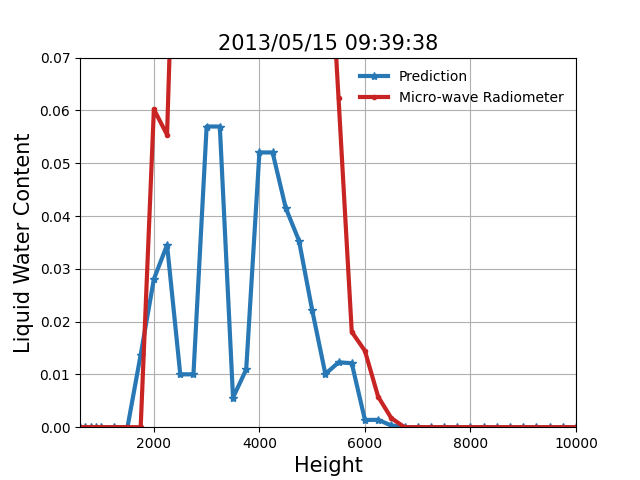 2013/05/15 09:39:38
0.07
0.06
0.05
0.04
0.03
0.02
0.01
0.00
Liquid Water Content
Prediction
Micro-wave Radiometer
2000 4000 6000 8000 10000
Height